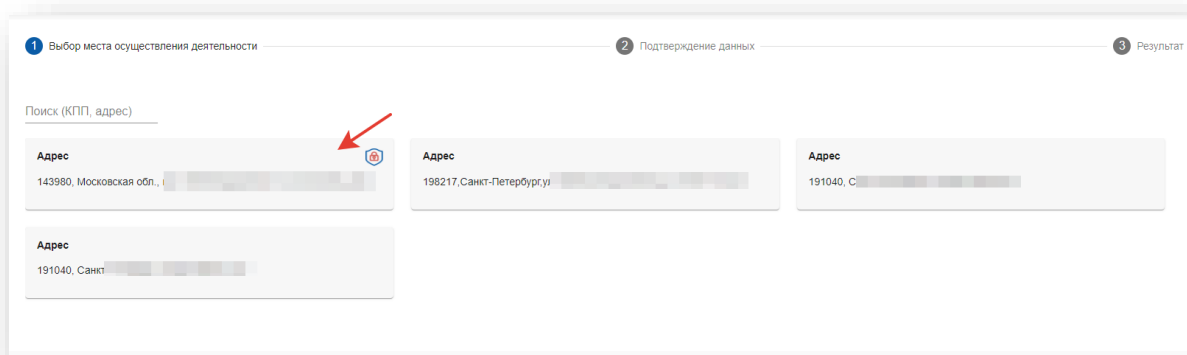 1 Выбор места осуществления деятельности 2 Подтверждение данных 3 Результат
Поиск (КПП, адрес)
Адрес Адрес Адрес
143980, Московская обл., 198217,Санкт-Петербург,ул 191040, С
Адрес
191040, Санкт